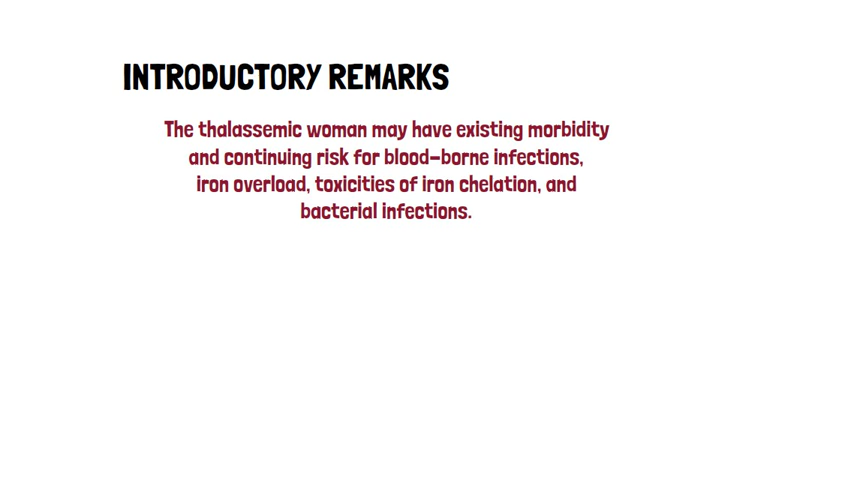 INTRODUCTORY REMARKS
The thalassemic woman may have existing morbidity
and continuing risk for blood-borne infections,
iron overload, toxicities of iron chelation, and
bacterial infections.